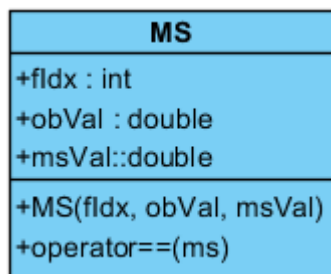 MS
+fIdx : int
+obVal : double
+msVal::double
+MS(fIdx, obVal, msVal)
+operator==(ms)